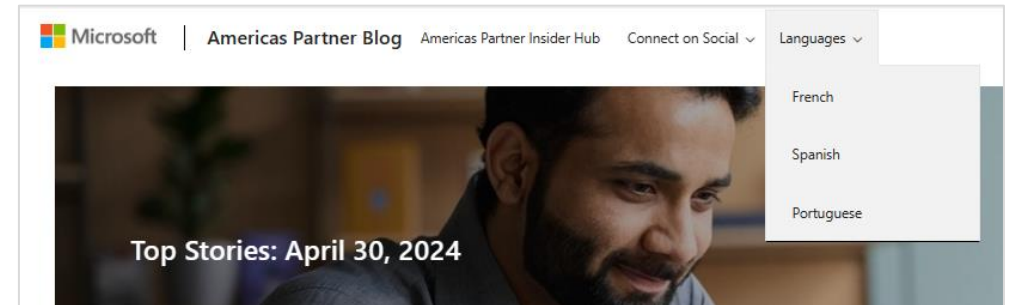 Microsoft Americas Partner Blog Americas Partner Insider Hub Connect on Social Languages
French
Spanish
Portuguese
Top Stories: April 30, 2024